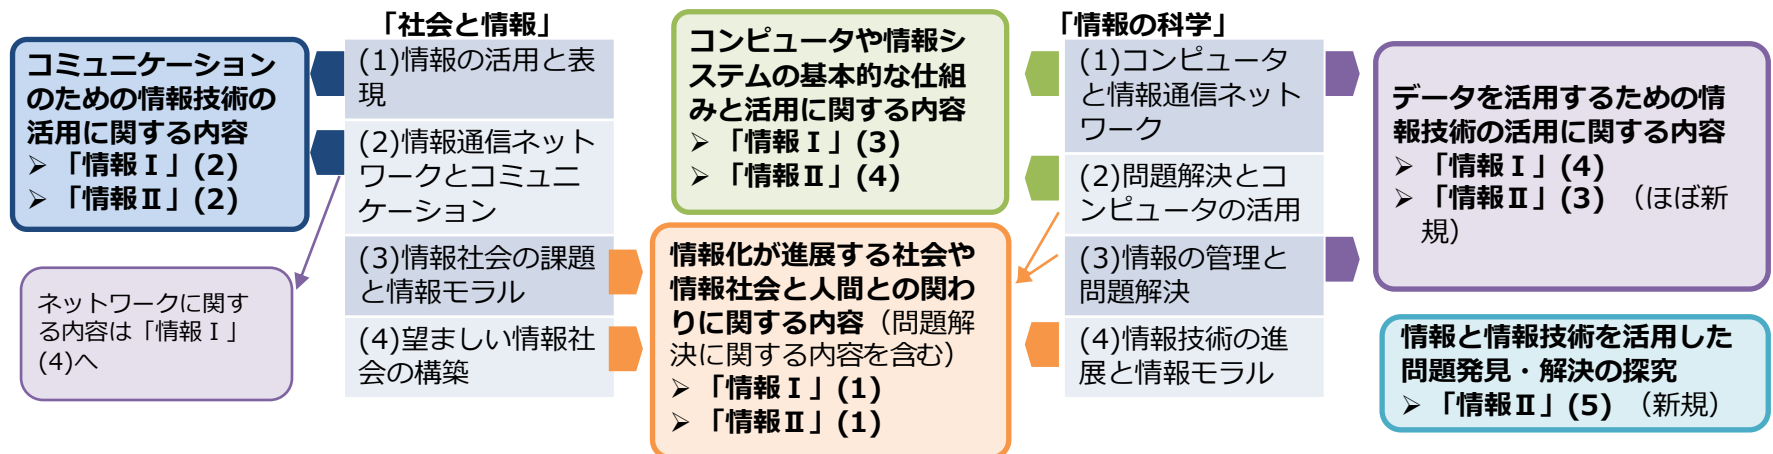 「社会と情報」
「情報の科学」
コミュニケーション
のための情報技術の
活用に関する内容
➢ 「情報Ⅰ」(2)
➢ 「情報Ⅱ」(2)
(1)情報の活用と表
現
(2)情報通信ネット
ワークとコミュニ
ケーション
(3)情報社会の課題
と情報モラル
(4)望ましい情報社
会の構築
ネットワークに関す
る内容は「情報Ⅰ」
(4)へ
コンピュータや情報シ
ステムの基本的な仕組
みと活用に関する内容
➢ 「情報Ⅰ」(3)
➢ 「情報Ⅱ」(4)
情報化が進展する社会や
情報社会と人間との関わ
りに関する内容（問題解
決に関する内容を含む）
➢ 「情報Ⅰ」(1)
➢ 「情報Ⅱ」(1)
(1)コンピュータ
と情報通信ネット
ワーク
(2)問題解決とコ
ンピュータの活用
(3)情報の管理と
問題解決
(4)情報技術の進
展と情報モラル
データを活用するための情
報技術の活用に関する内容
➢ 「情報Ⅰ」(4)
➢ 「情報Ⅱ」(3)（ほぼ新
規）
情報と情報技術を活用した
問題発見・解決の探究
➢ 「情報Ⅱ」(5)（新規）